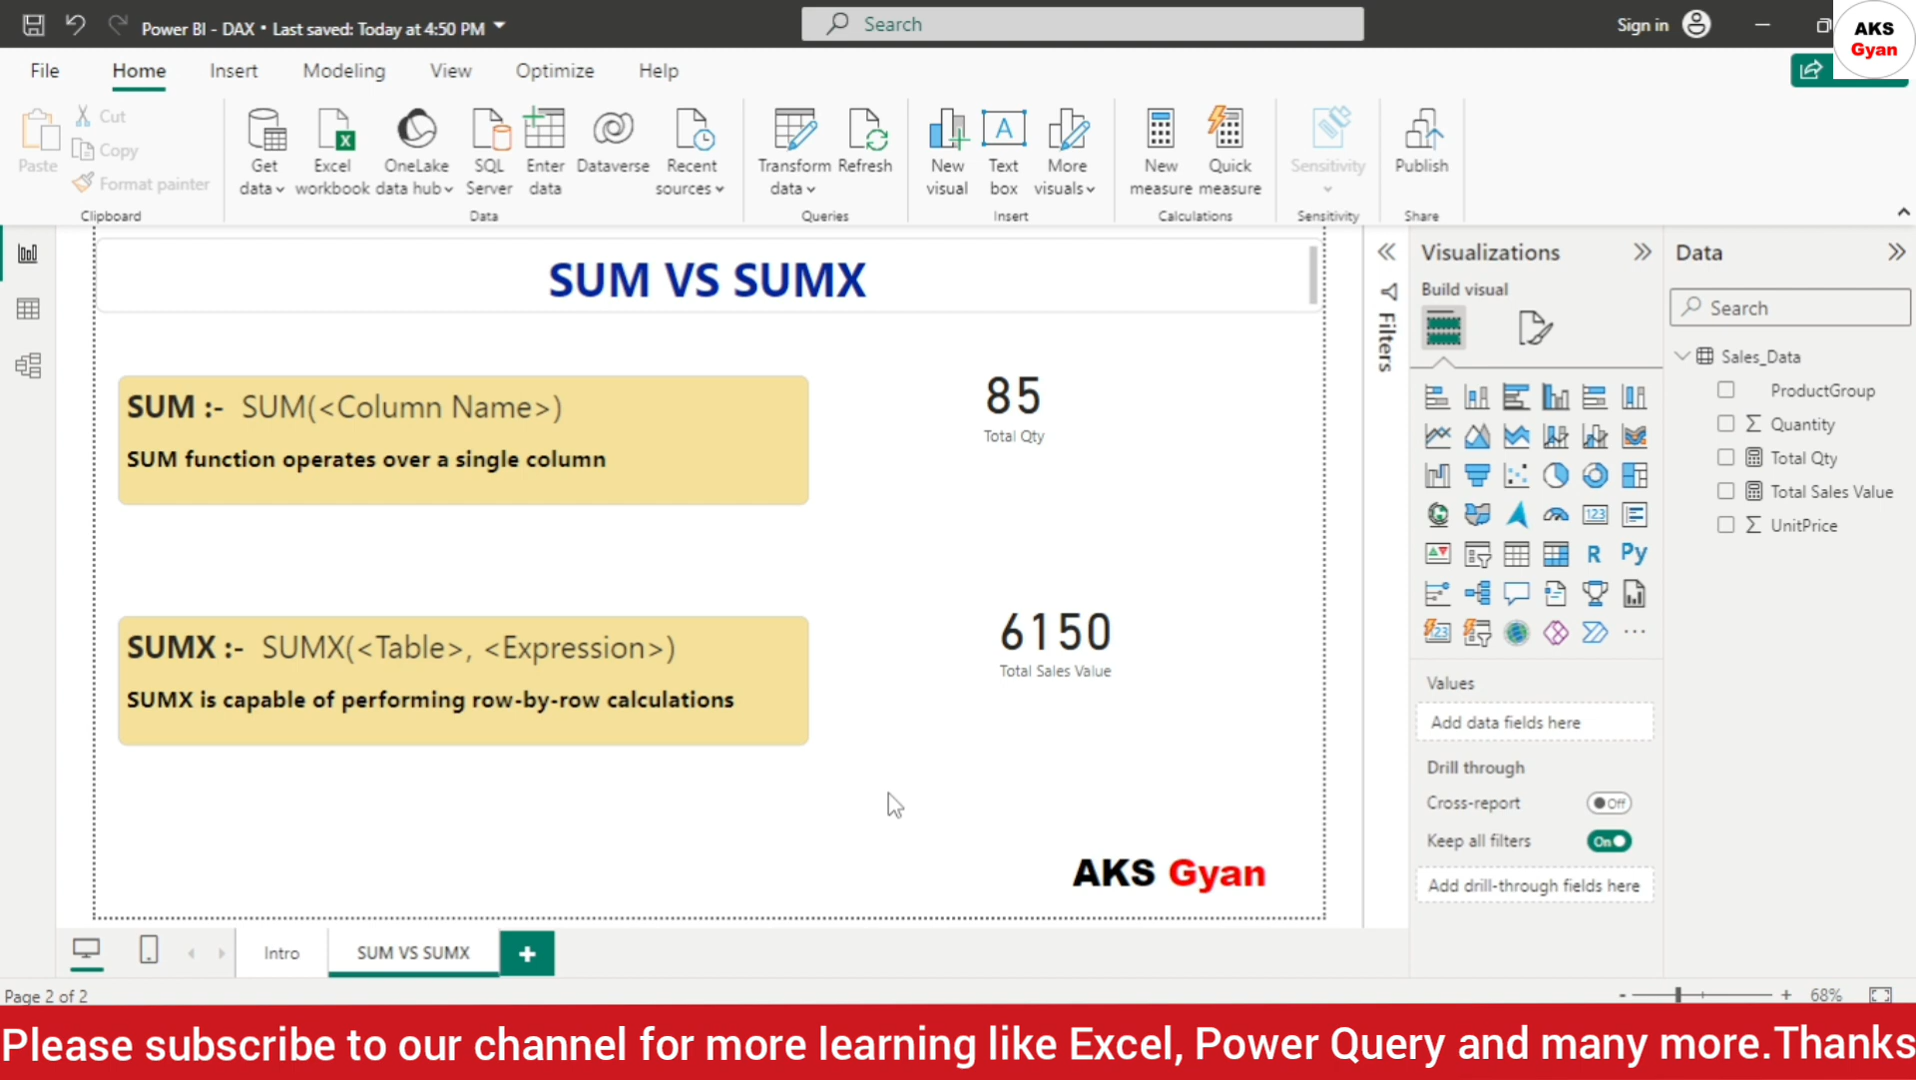 Power BI - DAX • Last saved: Today at 4:50 PM
Search
Sign in
AKS
Gyan
File
Home
Insert
Modeling
View
Optimize
Help
Paste
Cut
Copy
Format painter
Clipboard
Get
data
Excel
workbook
OneLake
data hub
SQL
Server
Enter
data
Dataverse
Recent
sources
Data
Transform
data
Refresh
Queries
New
visual
Text
box
More
visuals
Insert
New
measure
Quick
measure
Calculations
Sensitivity
Sensitivity
Publish
Share
SUM VS SUMX
SUM :- SUM(<Column Name>)
SUM function operates over a single column
85
Total Qty
SUMX :- SUMX(<Table>, <Expression>)
SUMX is capable of performing row-by-row calculations
6150
Total Sales Value
AKS Gyan
Filters
Visualizations
Build visual
R
Py
123
123
Values
Add data fields here
Drill through
Cross-report
Off
Keep all filters
On
Add drill-through fields here
Data
Search
Sales_Data
ProductGroup
Σ Quantity
Total Qty
Total Sales Value
Σ UnitPrice
Intro
SUM VS SUMX
+
Page 2 of 2
- + 68%
Please subscribe to our channel for more learning like Excel, Power Query and many more.Thanks